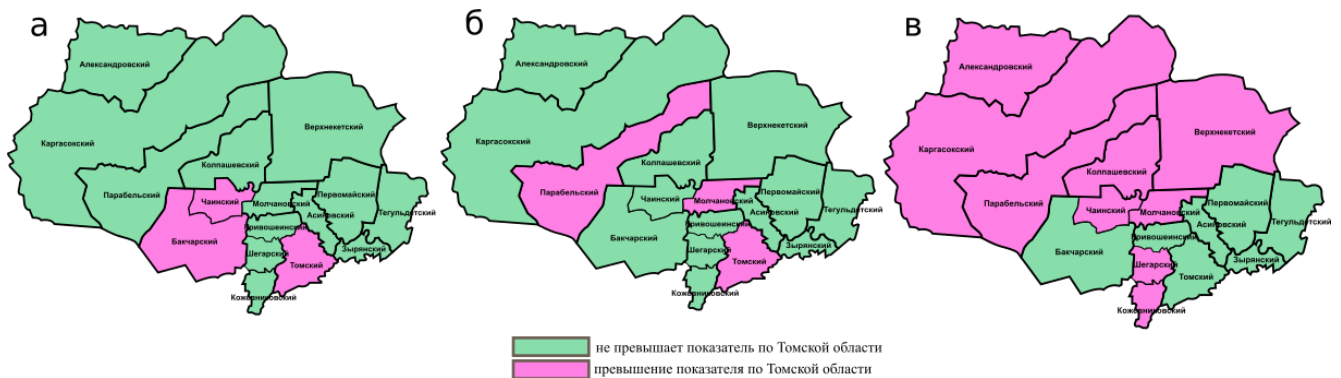 а
Александровский
Каргасокский
Верхнекетский
Колпашевский
Парабельский
Чаинский
Молчановский
Первомайский
Тегульдетский
Асиновский
Кривошеинский
Бакчарский
Шегарский
Зырянский
Томский
Кожевниковский
б
Александровский
Каргасокский
Верхнекетский
Колпашевский
Парабельский
Чаинский
Молчановский
Первомайский
Тегульдетский
Асиновский
Кривошеинский
Бакчарский
Шегарский
Зырянский
Томский
Кожевниковский
в
Александровский
Каргасокский
Верхнекетский
Колпашевский
Парабельский
Чаинский
Молчановский
Первомайский
Тегульдетский
Асиновский
Кривошеинский
Бакчарский
Шегарский
Зырянский
Томский
Кожевниковский
не превышает показатель по Томской области
превышение показателя по Томской области